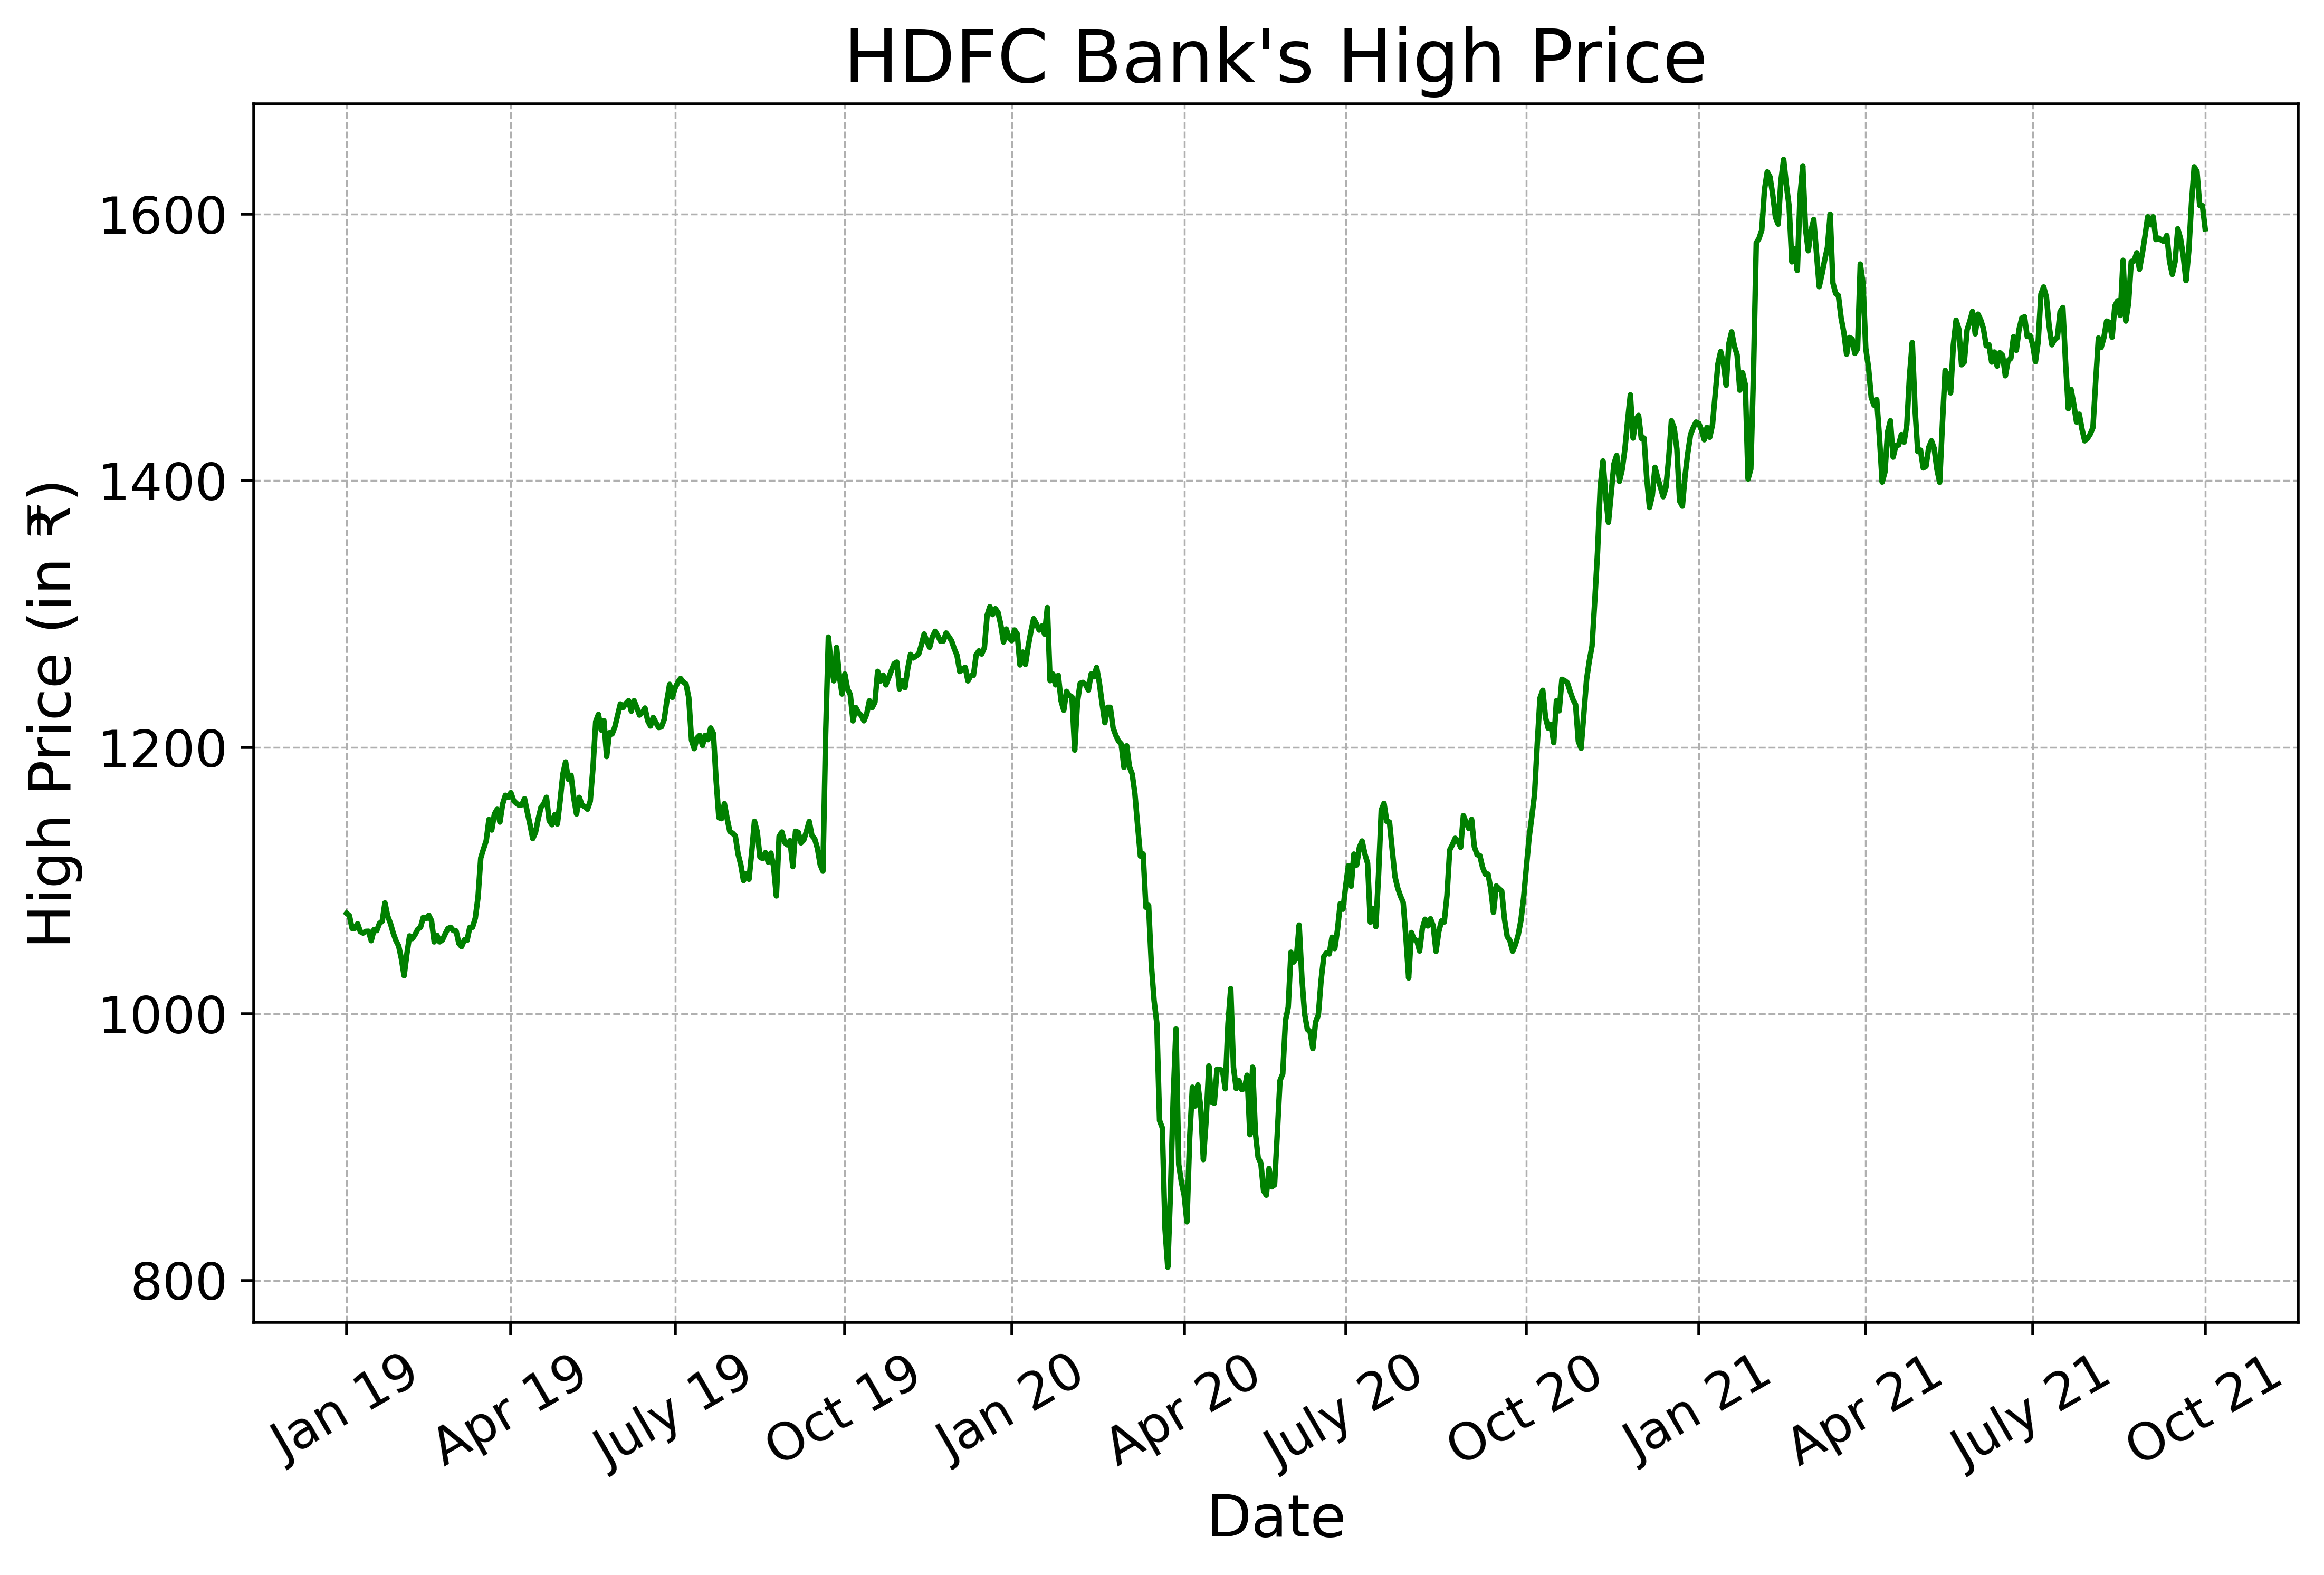 HDFC Bank's High Price
High Price (in ₹)
1600
1400
1200
1000
800
Jan 19
Apr 19
July 19
Oct 19
Jan 20
Apr 20
July 20
Oct 20
Jan 21
Apr 21
July 21
Oct 21
Date